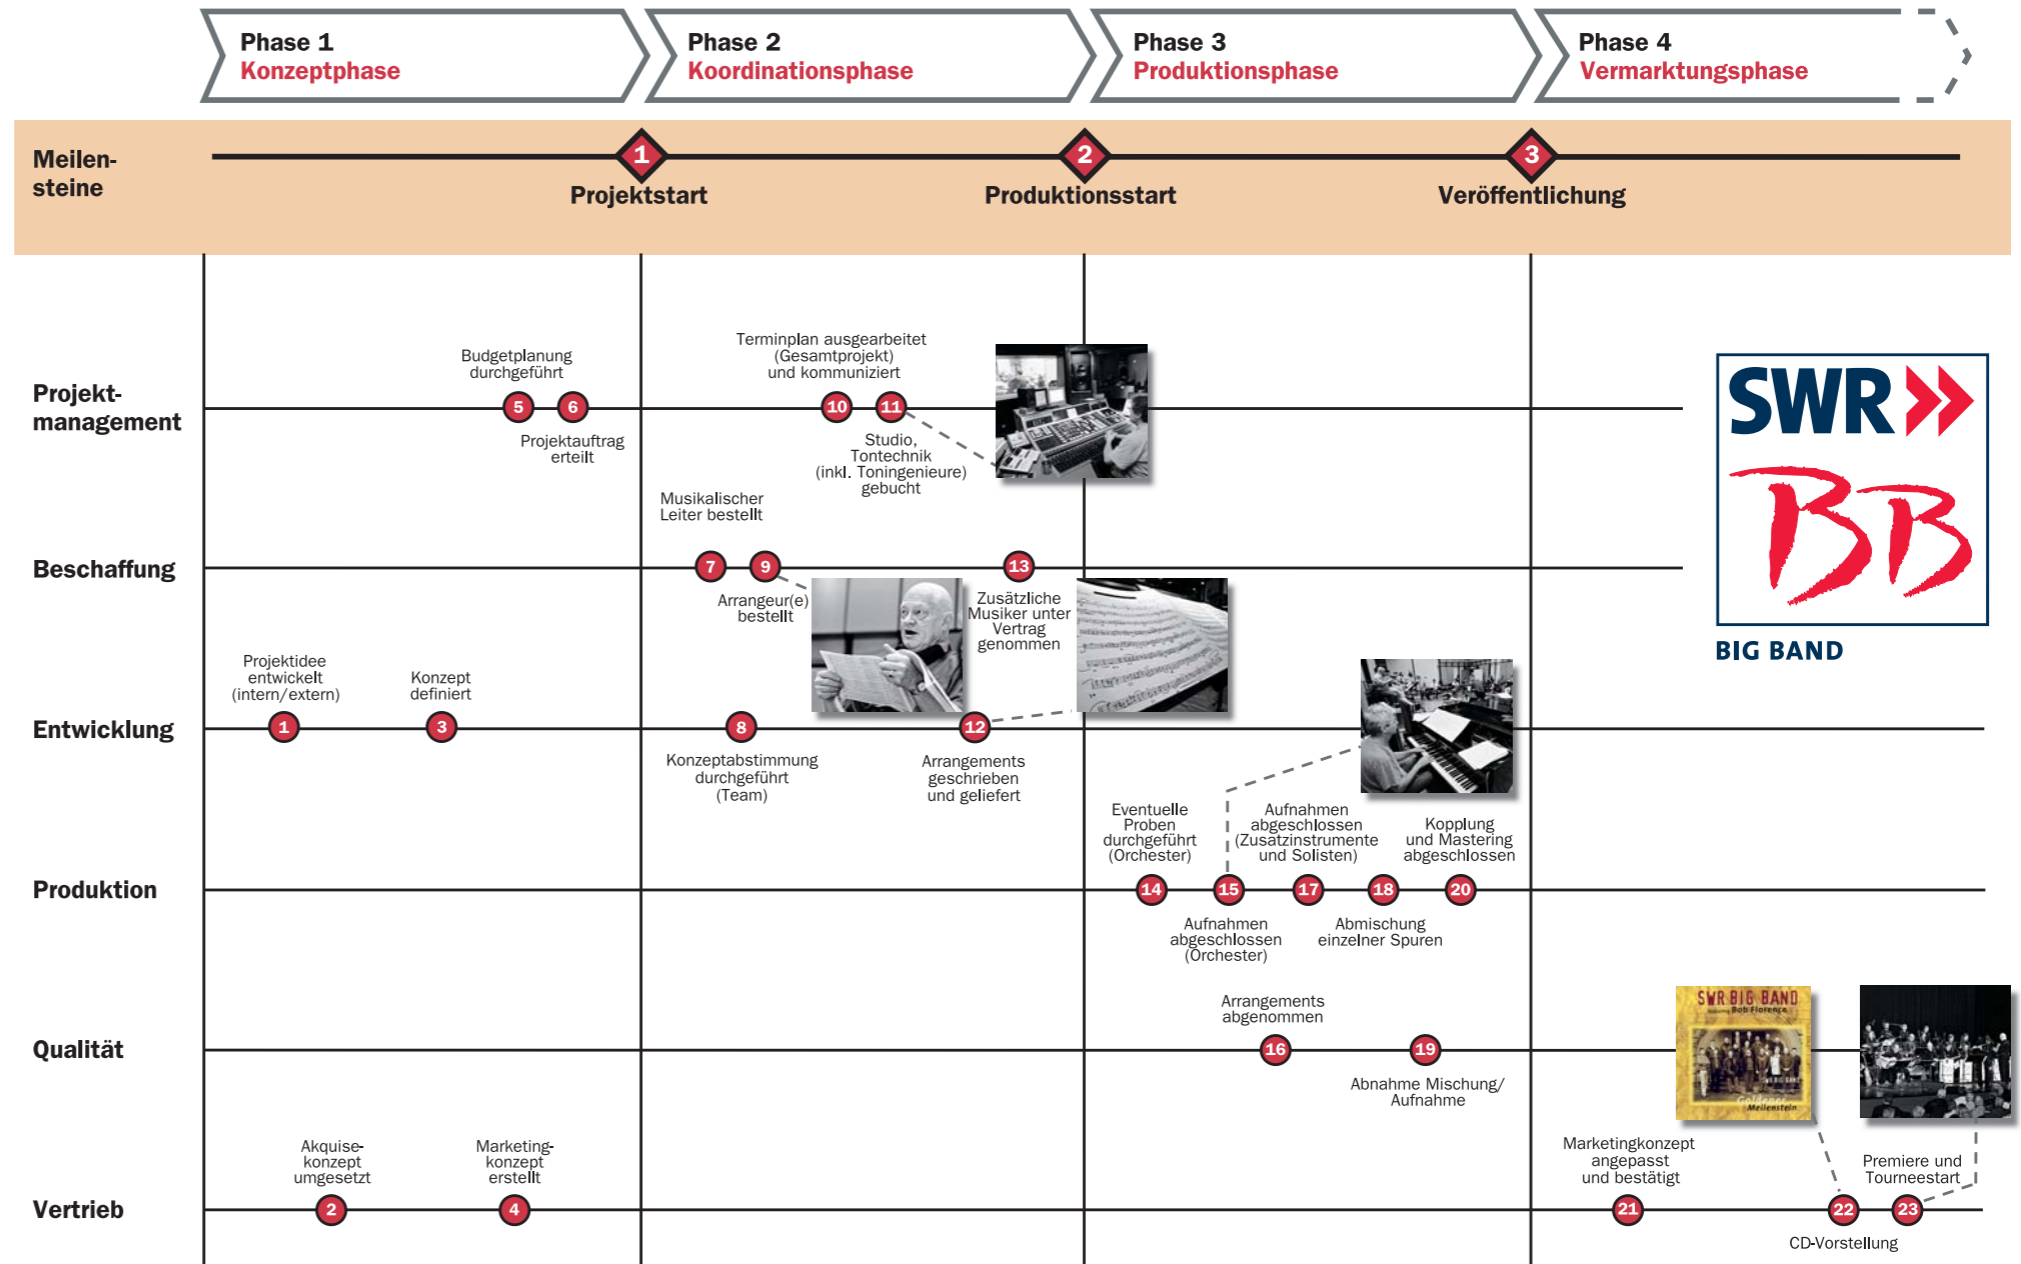 Phase 1
Konzeptphase
Phase 2
Koordinationsphase
Phase 3
Produktionsphase
Phase 4
Vermarktungsphase
Meilen-
steine
1
Projektstart
2
Produktionsstart
3
Veröffentlichung
Projekt-
management
Budgetplanung
durchgeführt
5
6
Projektauftrag
erteilt
Terminplan ausgearbeitet
(Gesamtprojekt)
und kommuniziert
10
11
Studio,
Tontechnik
(inkl. Toningenieure)
gebucht
SWR
BB
BIG BAND
Beschaffung
Musikalischer
Leiter bestellt
7
9
Arrangeur(e)
bestellt
13
Zusätzliche
Musiker unter
Vertrag
genommen
Entwicklung
Projektidee
entwickelt
(intern/extern)
1
Konzept
definiert
3
8
Konzeptabstimmung
durchgeführt
(Team)
12
Arrangements
geschrieben
und geliefert
Produktion
Eventuelle
Proben
durchgeführt
(Orchester)
14
15
Aufnahmen
abgeschlossen
(Orchester)
Aufnahmen
abgeschlossen
(Zusatzinstrumente
und Solisten)
17
18
Abmischung
einzelner Spuren
Kopplung
und Mastering
abgeschlossen
20
Qualität
Arrangements
abgenommen
16
19
Abnahme Mischung/
Aufnahme
SWR BIG BAND
Bob Florence
SWR BIG BAND
Goldener
Meilenstein
Vertrieb
Akquise-
konzept
umgesetzt
2
Marketing-
konzept
erstellt
4
Marketingkonzept
angepasst
und bestätigt
21
22
CD-Vorstellung
Premiere und
Tourneestart
23